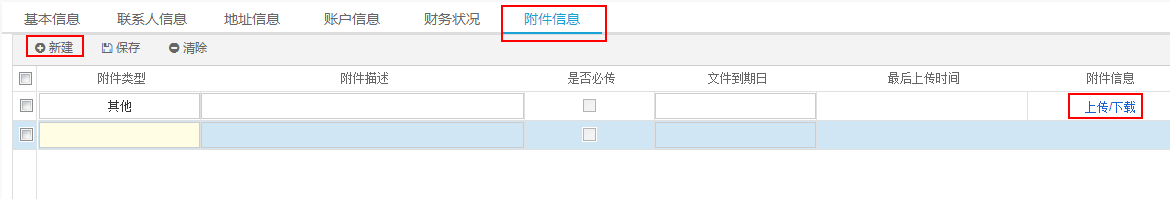 基本信息 联系人信息 地址信息 账户信息 财务状况 附件信息
新建 保存 清除
附件类型 附件描述 是否必传 文件到期日 最后上传时间 附件信息
其他 上传/下载